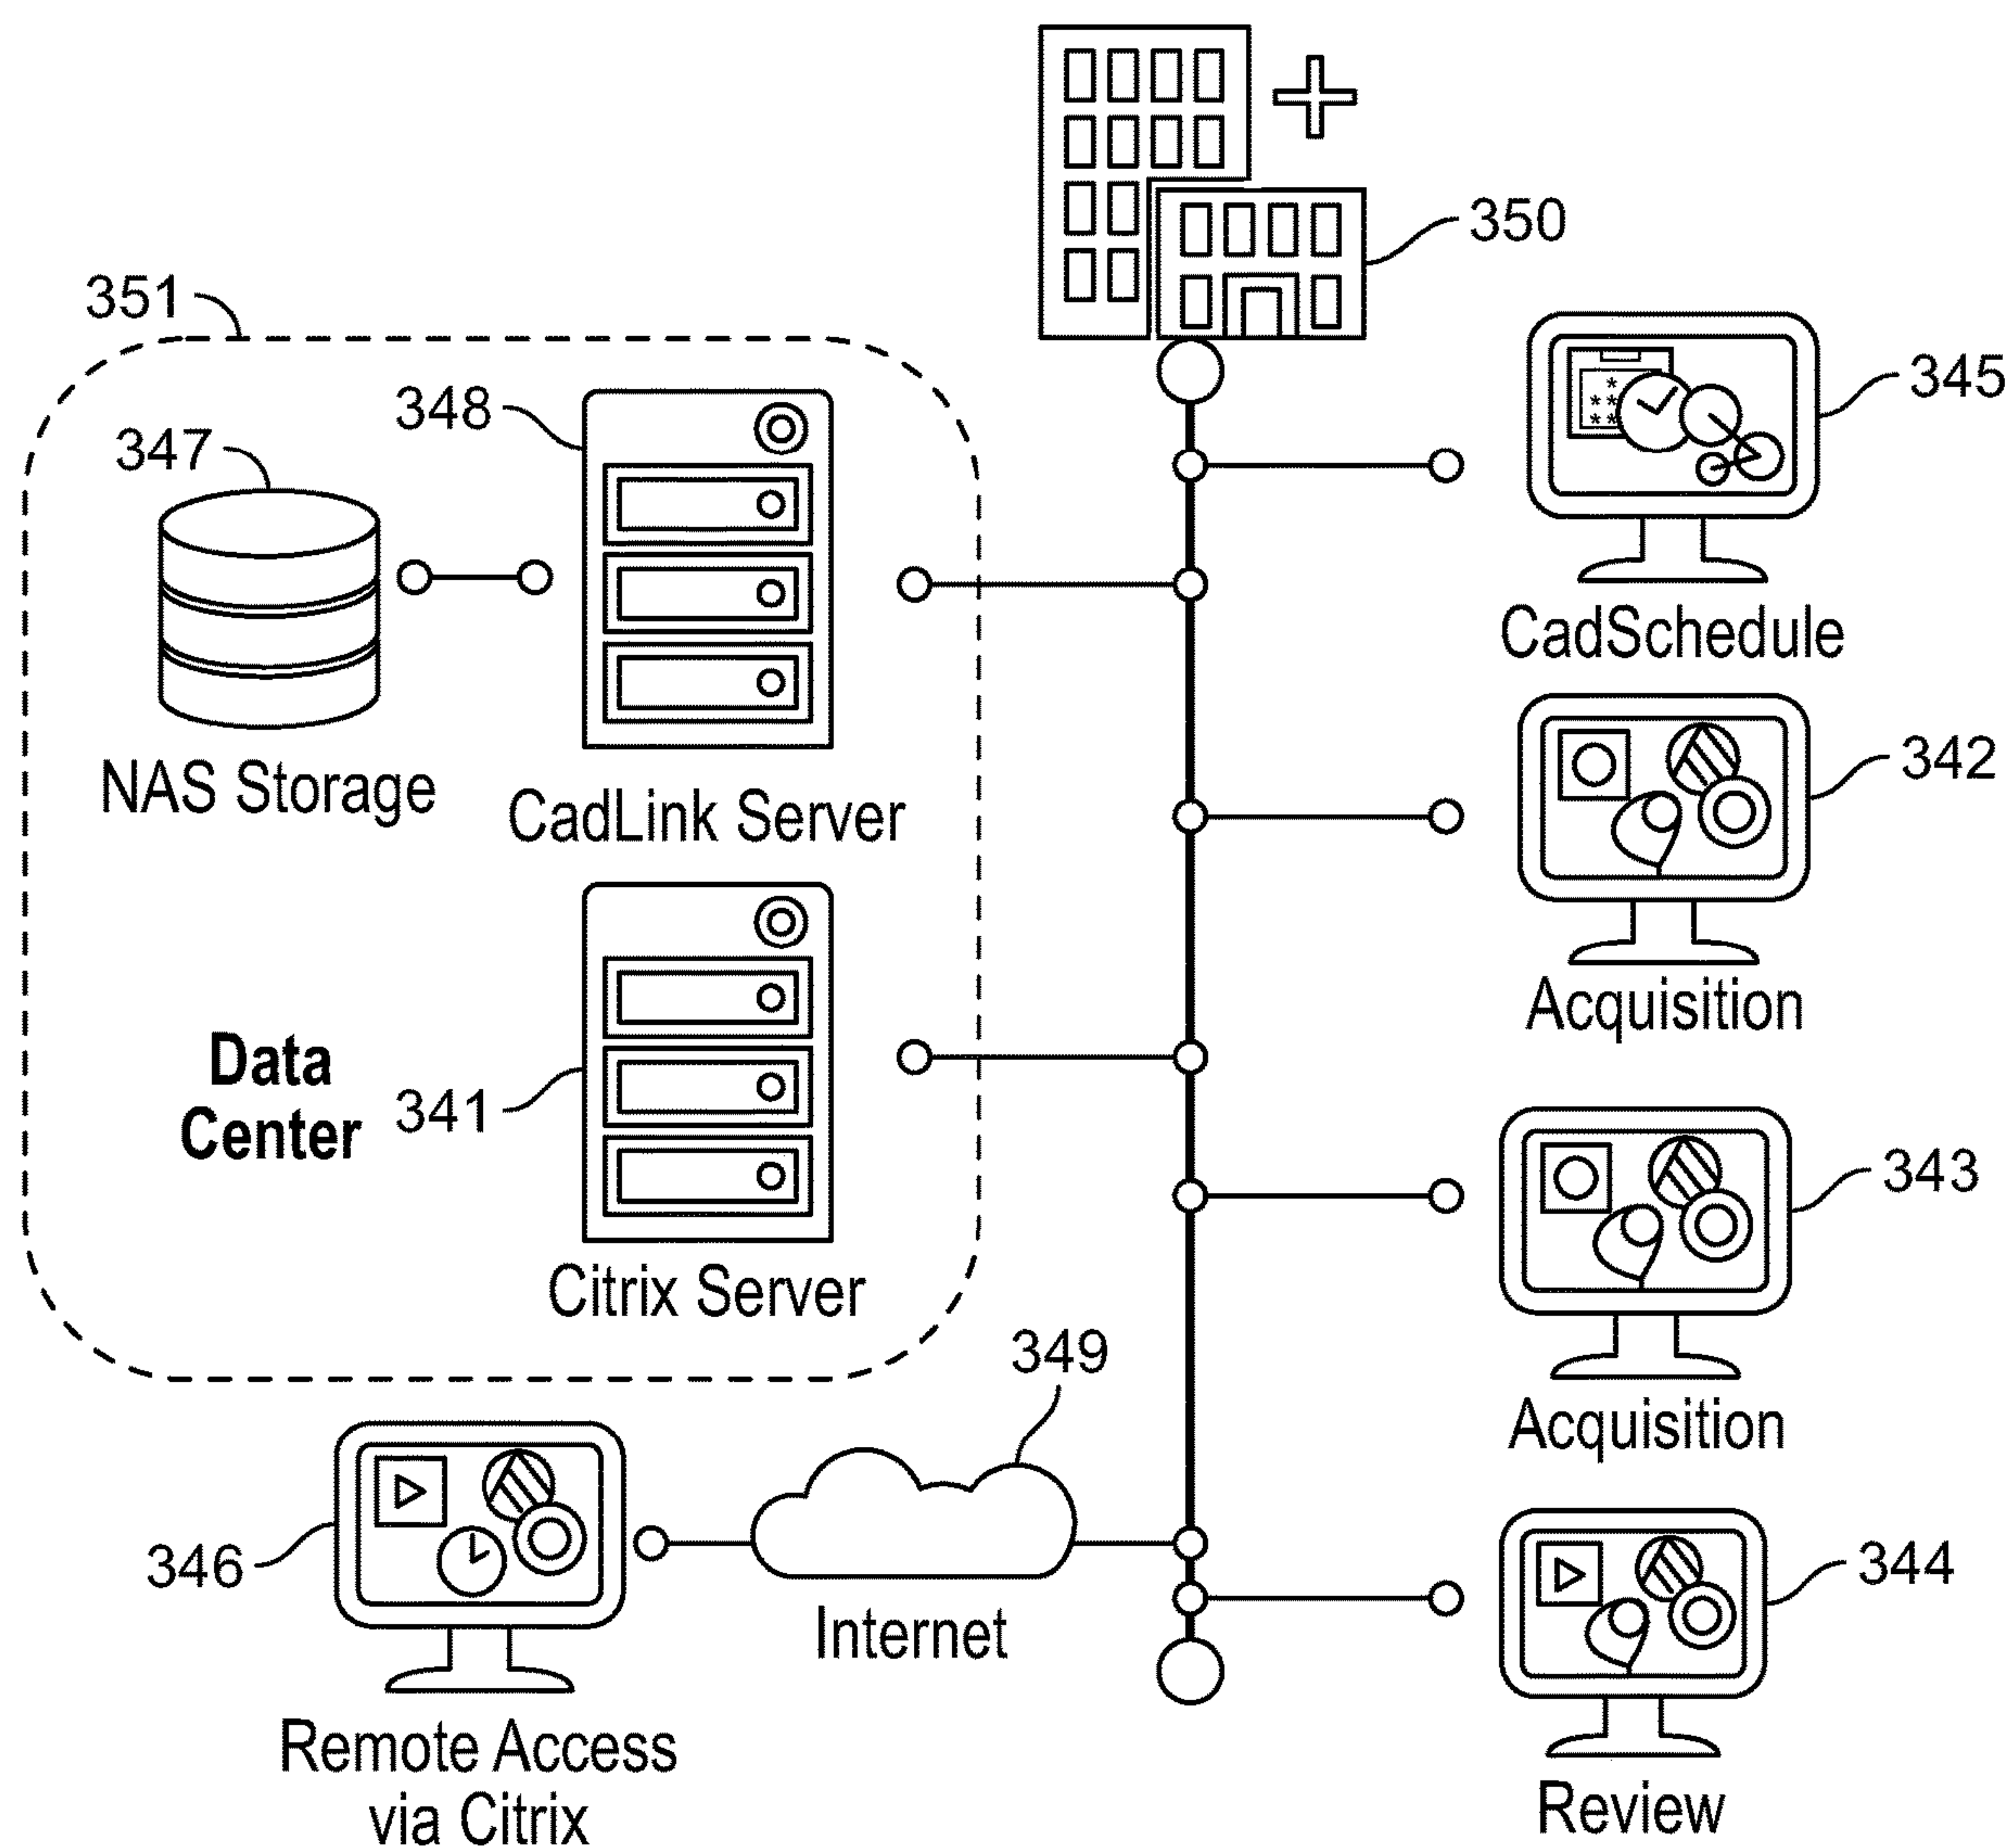 350
351
345
348
347
* 
**
**
CadSchedule
342
NAS Storage
CadLink Server
Acquisition
Data
Center
341
343
Citrix Server
349
Acquisition
346
344
Internet
Remote Access
via Citrix
Review